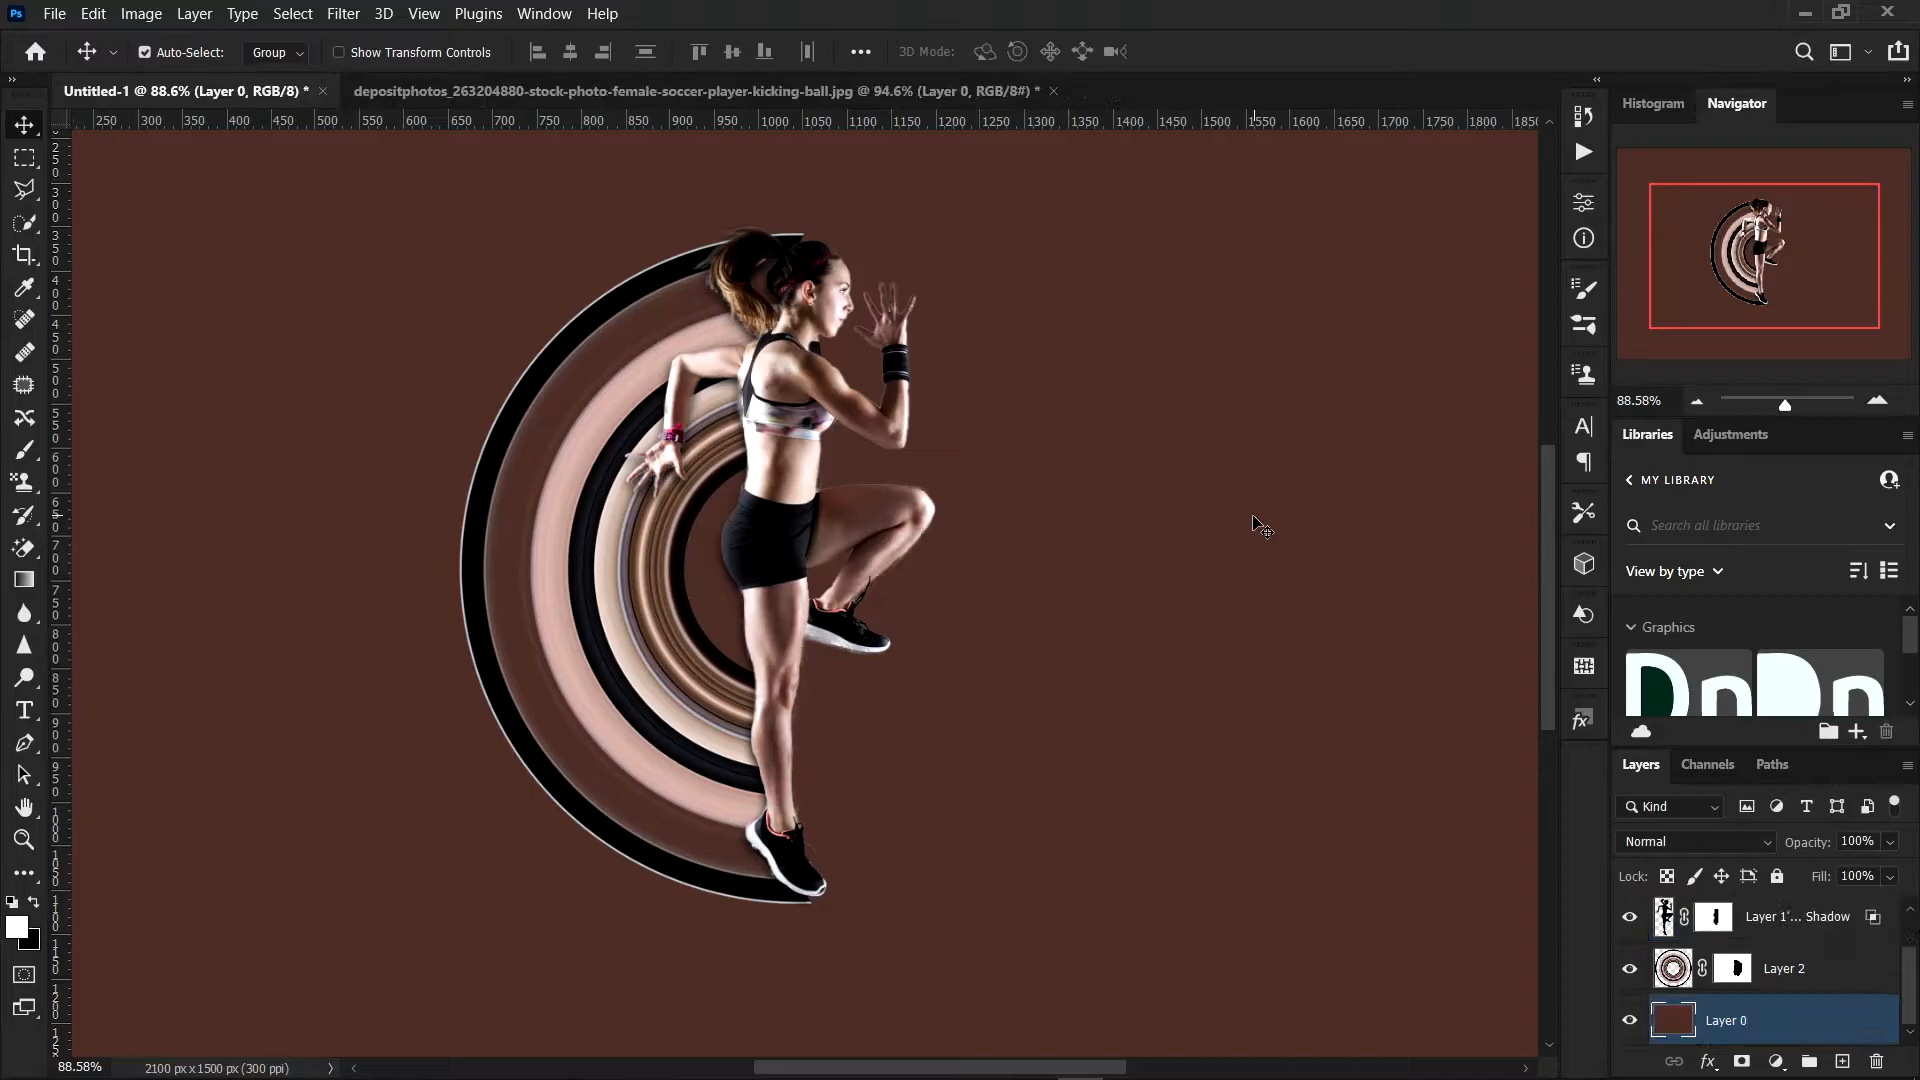 Ps File Edit Image Layer Type Select Filter 3D View Plugins Window Help
Auto-Select: Group Show Transform Controls 3D Mode:
Untitled-1 @ 88.6% (Layer 0, RGB/8) * depositphotos_263204880-stock-photo-female-soccer-player-kicking-ball.jpg @ 94.6% (Layer 0, RGB/8#) *
Histogram Navigator
250 300 350 400 450 500 550 600 650 700 750 800 850 900 950 1000 1050 1100 1150 1200 1250 1300 1350 1400 1450 1500 1550 1600 1650 1700 1750 1800 1850
88.58%
Libraries Adjustments
MY LIBRARY
Search all libraries
View by type
Graphics
Dn Dn
Layers Channels Paths
Kind
Normal Opacity: 100%
Lock: Fill: 100%
Layer 1'... Shadow
Layer 2
Layer 0
fx
88.58% 2100 px x 1500 px (300 ppi)